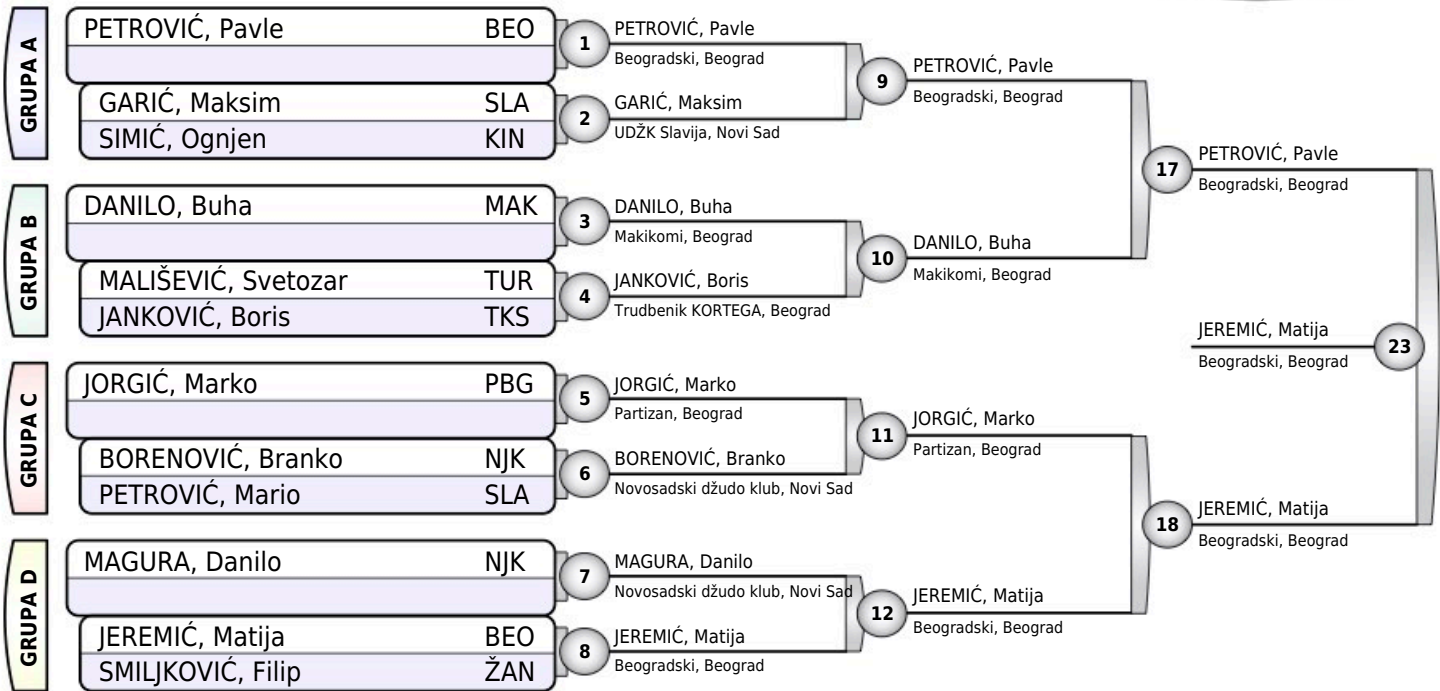 GRUPA A
PETROVIĆ, Pavle BEO
GARIĆ, Maksim SLA
SIMIĆ, Ognjen KIN
GRUPA B
DANILO, Buha MAK
MALIŠEVIĆ, Svetozar TUR
JANKOVIĆ, Boris TKS
GRUPA C
JORGIĆ, Marko PBG
BORENOVIĆ, Branko NJK
PETROVIĆ, Mario SLA
GRUPA D
MAGURA, Danilo NJK
JEREMIĆ, Matija BEO
SMILJKOVIĆ, Filip ŽAN
1
PETROVIĆ, Pavle
Beogradski, Beograd
2
GARIĆ, Maksim
UDŽK Slavija, Novi Sad
3
DANILO, Buha
Makikomi, Beograd
4
JANKOVIĆ, Boris
Trudbenik KORTEGA, Beograd
5
JORGIĆ, Marko
Partizan, Beograd
6
BORENOVIĆ, Branko
Novosadski džudo klub, Novi Sad
7
MAGURA, Danilo
Novosadski džudo klub, Novi Sad
8
JEREMIĆ, Matija
Beogradski, Beograd
9
PETROVIĆ, Pavle
Beogradski, Beograd
10
DANILO, Buha
Makikomi, Beograd
11
JORGIĆ, Marko
Partizan, Beograd
12
JEREMIĆ, Matija
Beogradski, Beograd
17
PETROVIĆ, Pavle
Beogradski, Beograd
18
JEREMIĆ, Matija
Beogradski, Beograd
JEREMIĆ, Matija
Beogradski, Beograd
23